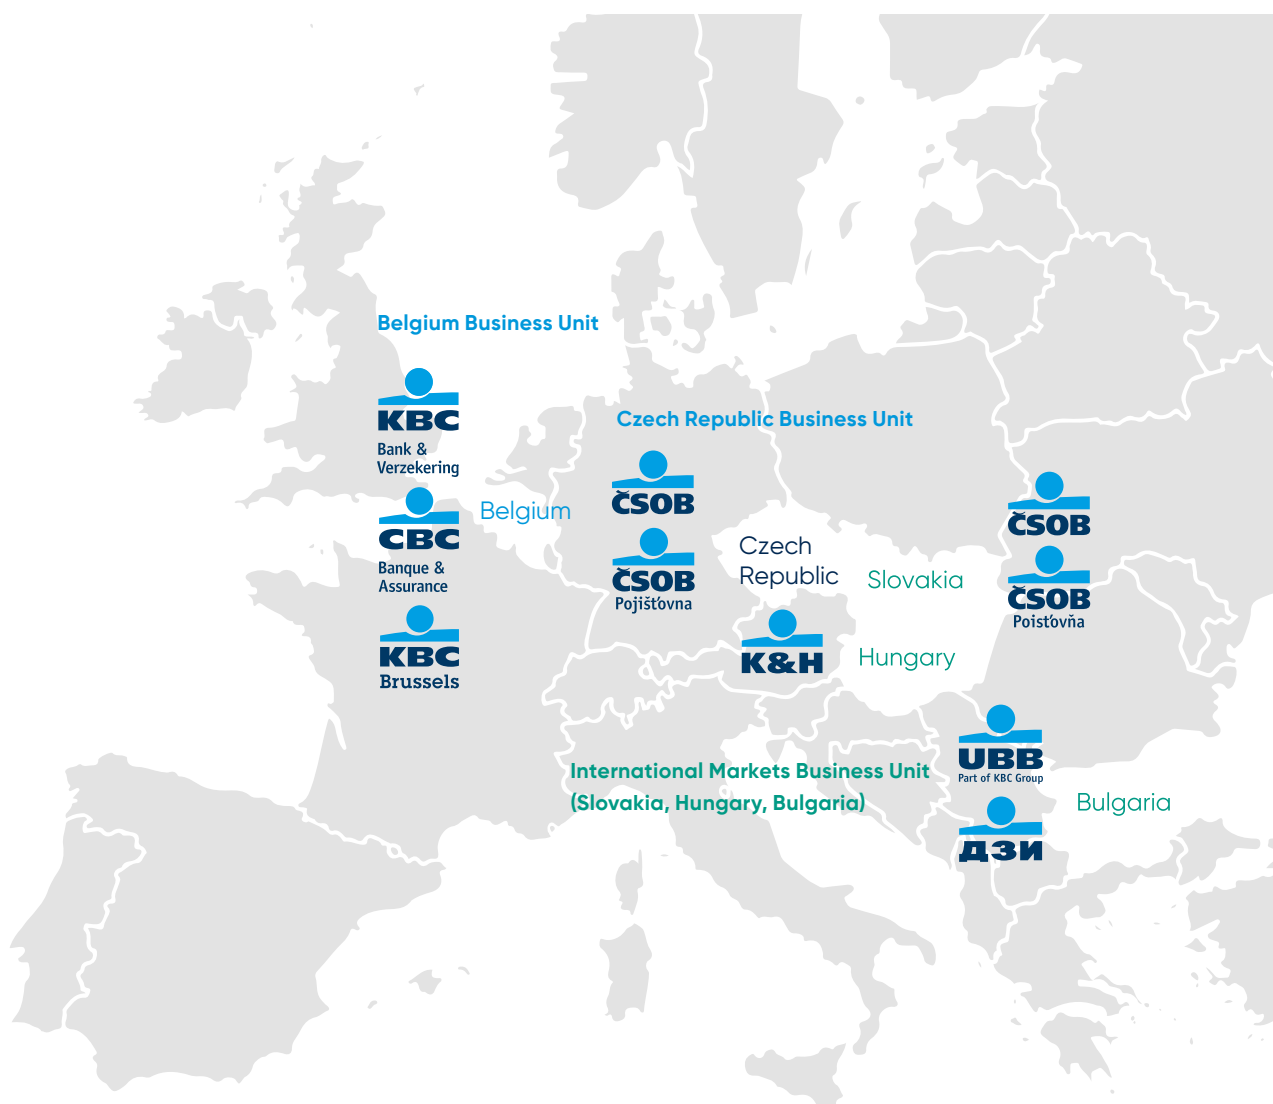 Belgium Business Unit
KBC
Bank &
Verzekering
CBC
Banque &
Assurance
KBC
Brussels
Belgium
Czech Republic Business Unit
ČSOB
ČSOB
Pojišťovna
Czech
Republic
Slovakia
ČSOB
ČSOB
Poisťovňa
K&H
Hungary
International Markets Business Unit
(Slovakia, Hungary, Bulgaria)
UBB
Part of KBC Group
ДЗИ
Bulgaria